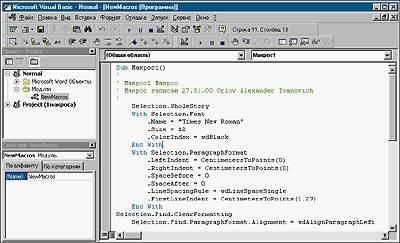 Microsoft Visual Basic - Normal - [NewMacros (Программа)]
Файл Правка Вид Вставка Формат Отладка Запуск Сервис Окно Справка
Строка 11, столбец 13
Проект - Project
Normal
Microsoft Word Объекты
Модули
NewMacros
Project (1макроса)
Свойства - NewMacros
NewMacros Модуль
По алфавиту По категориям
(Name) NewMacros
(Общая область) Макрос1
Sub Макрос1()
'
' Макрос1 Макрос
' Макрос записан 27.01.00 Orlov Alexander Ivanovich
'
Selection.WholeStory
With Selection.Font
.Name = "Times New Roman"
.Size = 12
.ColorIndex = wdBlack
End With
With Selection.ParagraphFormat
.LeftIndent = CentimetersToPoints(0)
.RightIndent = CentimetersToPoints(0)
.SpaceBefore = 0
.SpaceAfter = 0
.LineSpacingRule = wdLineSpaceSingle
.FirstLineIndent = CentimetersToPoints(1.27)
End With
Selection.Find.ClearFormatting
Selection.Find.ParagraphFormat.Alignment = wdAlignParagraphLeft